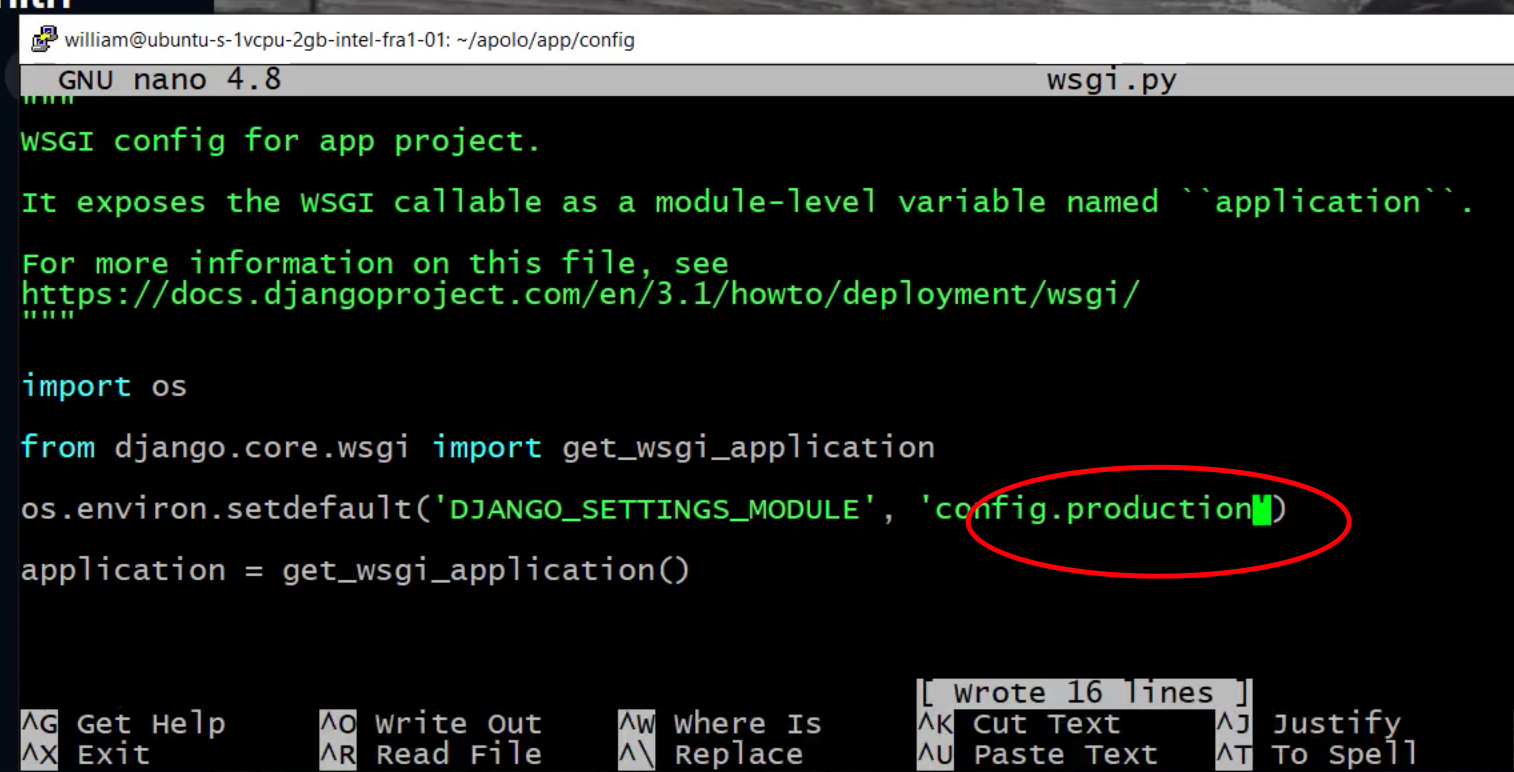 william@ubuntu-s-1vcpu-2gb-intel-fra1-01: ~/apolo/app/config
GNU nano 4.8 wsgi.py
"""
WSGI config for app project.
It exposes the WSGI callable as a module-level variable named ``application``.
For more information on this file, see
https://docs.djangoproject.com/en/3.1/howto/deployment/wsgi/
"""
import os
from django.core.wsgi import get_wsgi_application
os.environ.setdefault('DJANGO_SETTINGS_MODULE', 'config.production')
application = get_wsgi_application()
[ Wrote 16 lines ]
^G Get Help ^O Write Out ^W Where Is ^K Cut Text ^J Justify
^X Exit ^R Read File ^\ Replace ^U Paste Text ^T To Spell